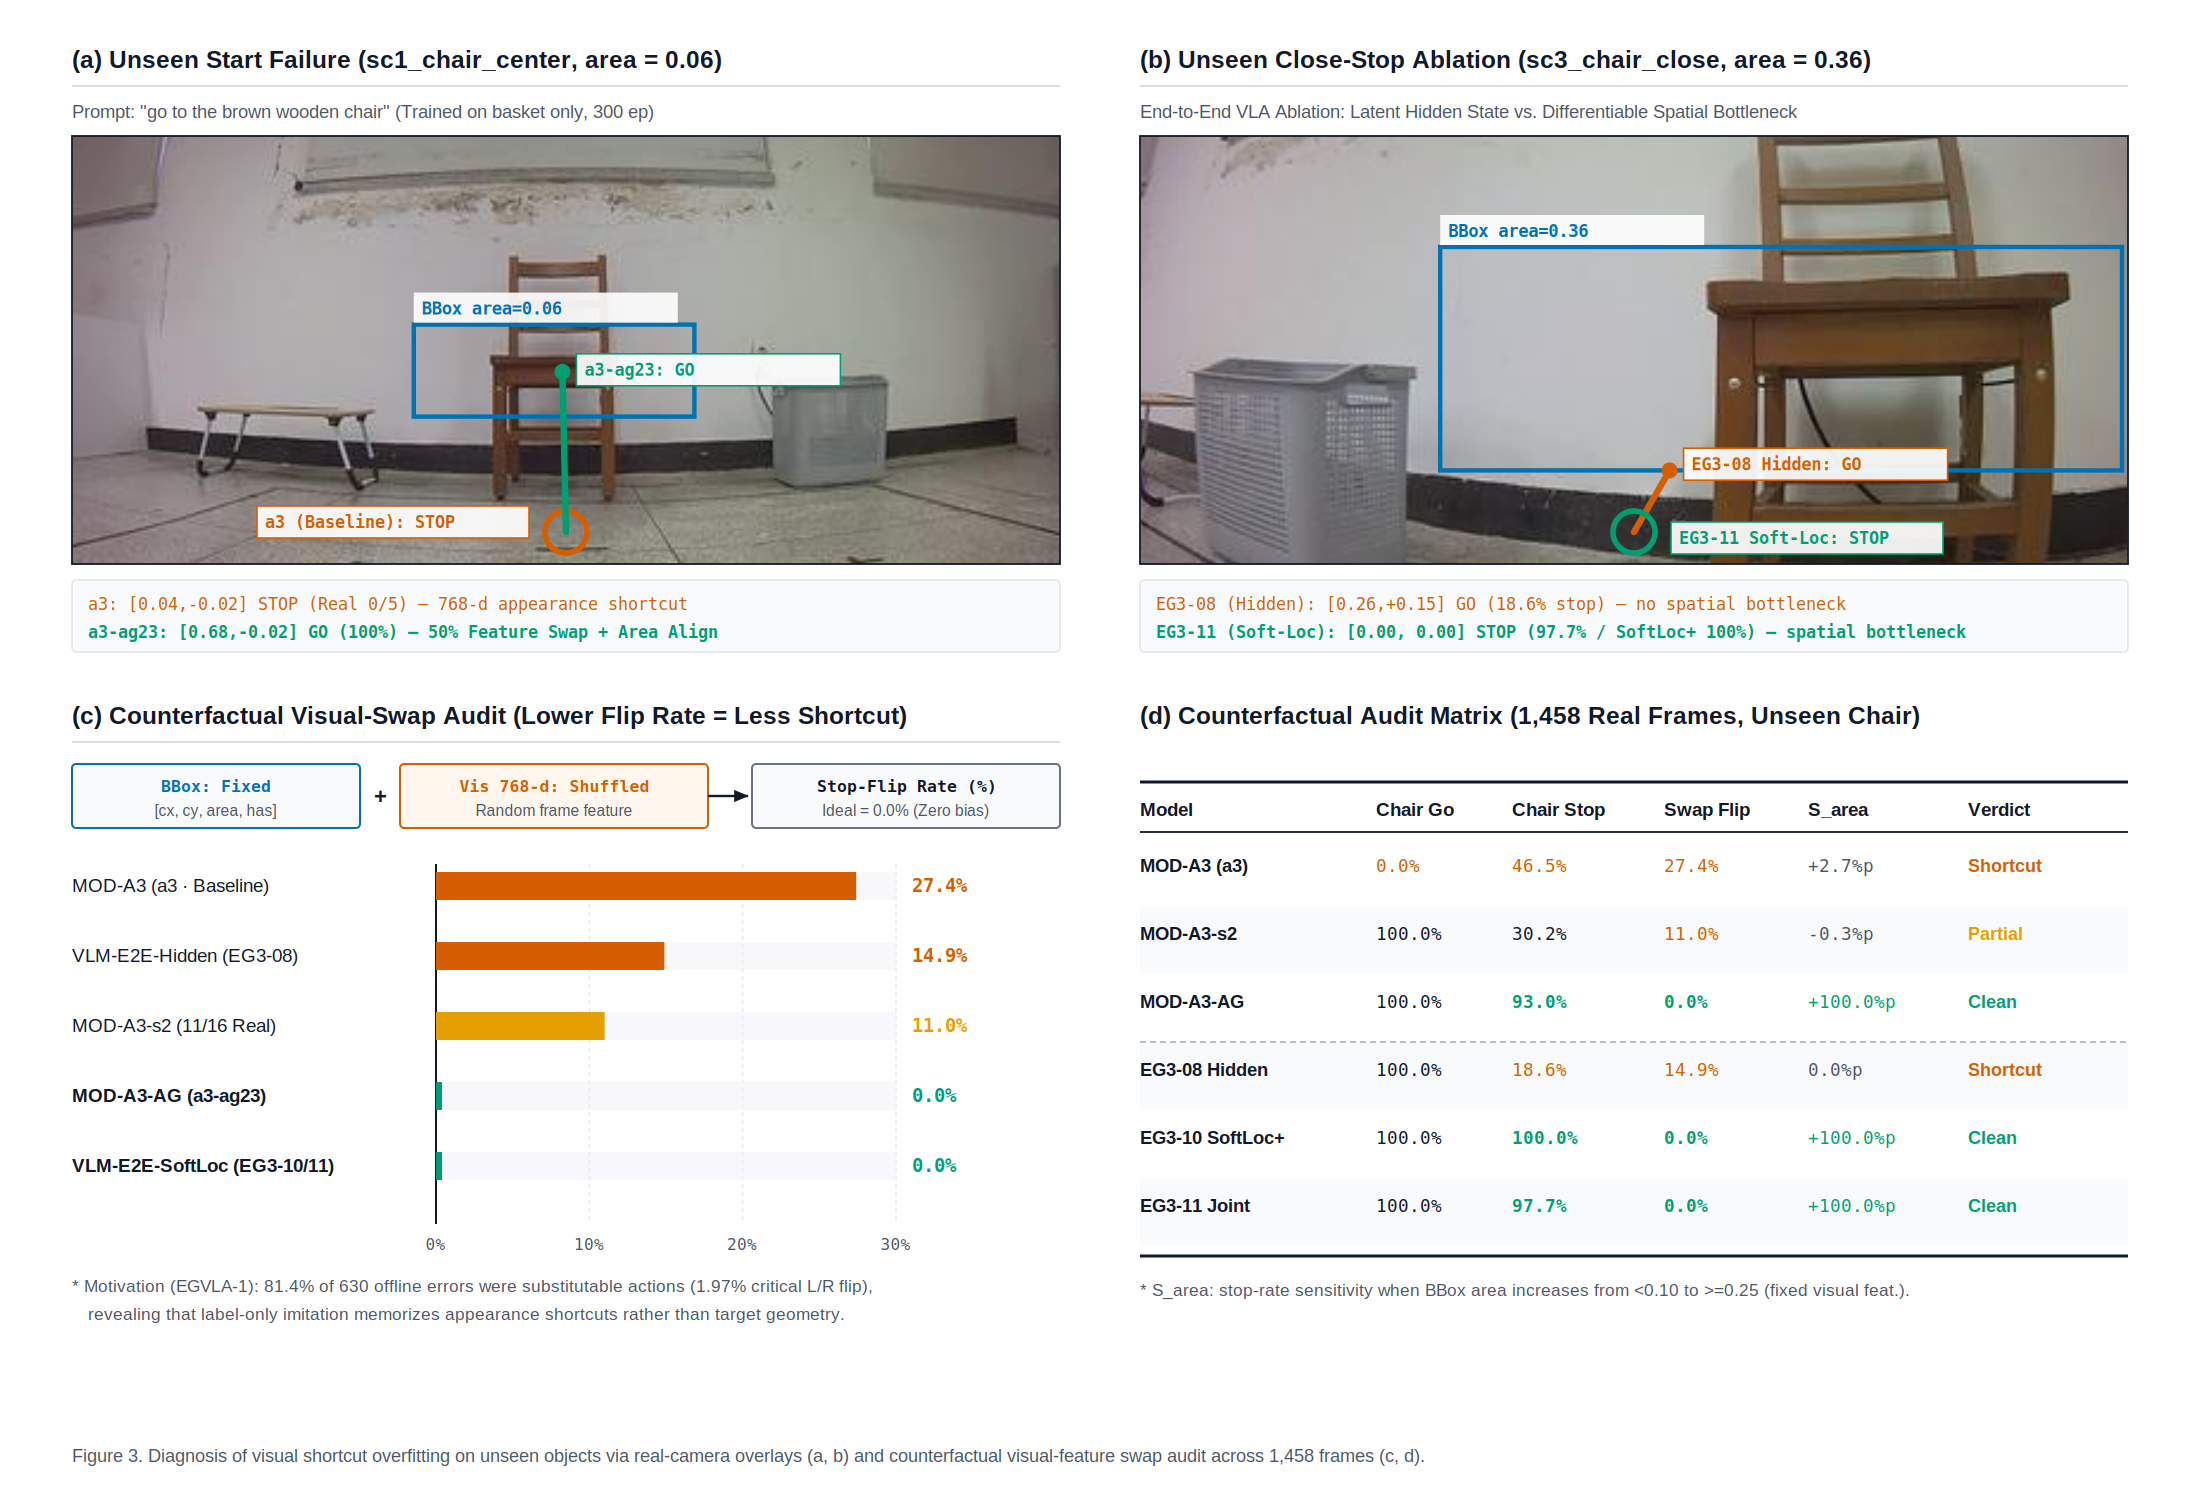 (a) Unseen Start Failure (sc1_chair_center, area = 0.06)
Prompt: "go to the brown wooden chair" (Trained on basket only, 300 ep)
BBox area=0.06
a3-ag23: GO
a3 (Baseline): STOP
a3: [0.04,-0.02] STOP (Real 0/5) — 768-d appearance shortcut
a3-ag23: [0.68,-0.02] GO (100%) — 50% Feature Swap + Area Align
(b) Unseen Close-Stop Ablation (sc3_chair_close, area = 0.36)
End-to-End VLA Ablation: Latent Hidden State vs. Differentiable Spatial Bottleneck
BBox area=0.36
EG3-08 Hidden: GO
EG3-11 Soft-Loc: STOP
EG3-08 (Hidden): [0.26,+0.15] GO (18.6% stop) — no spatial bottleneck
EG3-11 (Soft-Loc): [0.00, 0.00] STOP (97.7% / SoftLoc+ 100%) — spatial bottleneck
(c) Counterfactual Visual-Swap Audit (Lower Flip Rate = Less Shortcut)
BBox: Fixed
[cx, cy, area, has]
+
Vis 768-d: Shuffled
Random frame feature
Stop-Flip Rate (%)
Ideal = 0.0% (Zero bias)
MOD-A3 (a3 · Baseline) 27.4%
VLM-E2E-Hidden (EG3-08) 14.9%
MOD-A3-s2 (11/16 Real) 11.0%
MOD-A3-AG (a3-ag23) 0.0%
VLM-E2E-SoftLoc (EG3-10/11) 0.0%
0% 10% 20% 30%
* Motivation (EGVLA-1): 81.4% of 630 offline errors were substitutable actions (1.97% critical L/R flip),
revealing that label-only imitation memorizes appearance shortcuts rather than target geometry.
(d) Counterfactual Audit Matrix (1,458 Real Frames, Unseen Chair)
Model Chair Go Chair Stop Swap Flip S_area Verdict
MOD-A3 (a3) 0.0% 46.5% 27.4% +2.7%p Shortcut
MOD-A3-s2 100.0% 30.2% 11.0% -0.3%p Partial
MOD-A3-AG 100.0% 93.0% 0.0% +100.0%p Clean
EG3-08 Hidden 100.0% 18.6% 14.9% 0.0%p Shortcut
EG3-10 SoftLoc+ 100.0% 100.0% 0.0% +100.0%p Clean
EG3-11 Joint 100.0% 97.7% 0.0% +100.0%p Clean
* S_area: stop-rate sensitivity when BBox area increases from <0.10 to >=0.25 (fixed visual feat.).
Figure 3. Diagnosis of visual shortcut overfitting on unseen objects via real-camera overlays (a, b) and counterfactual visual-feature swap audit across 1,458 frames (c, d).